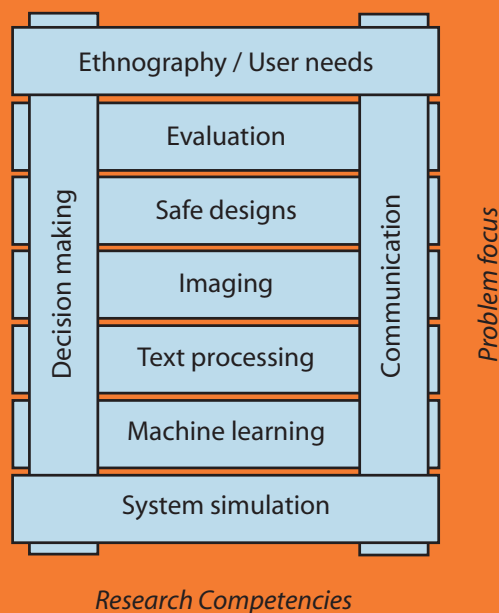 Ethnography / User needs
Evaluation
Safe designs
Imaging
Text processing
Machine learning
System simulation
Decision making
Communication
Problem focus
Research Competencies